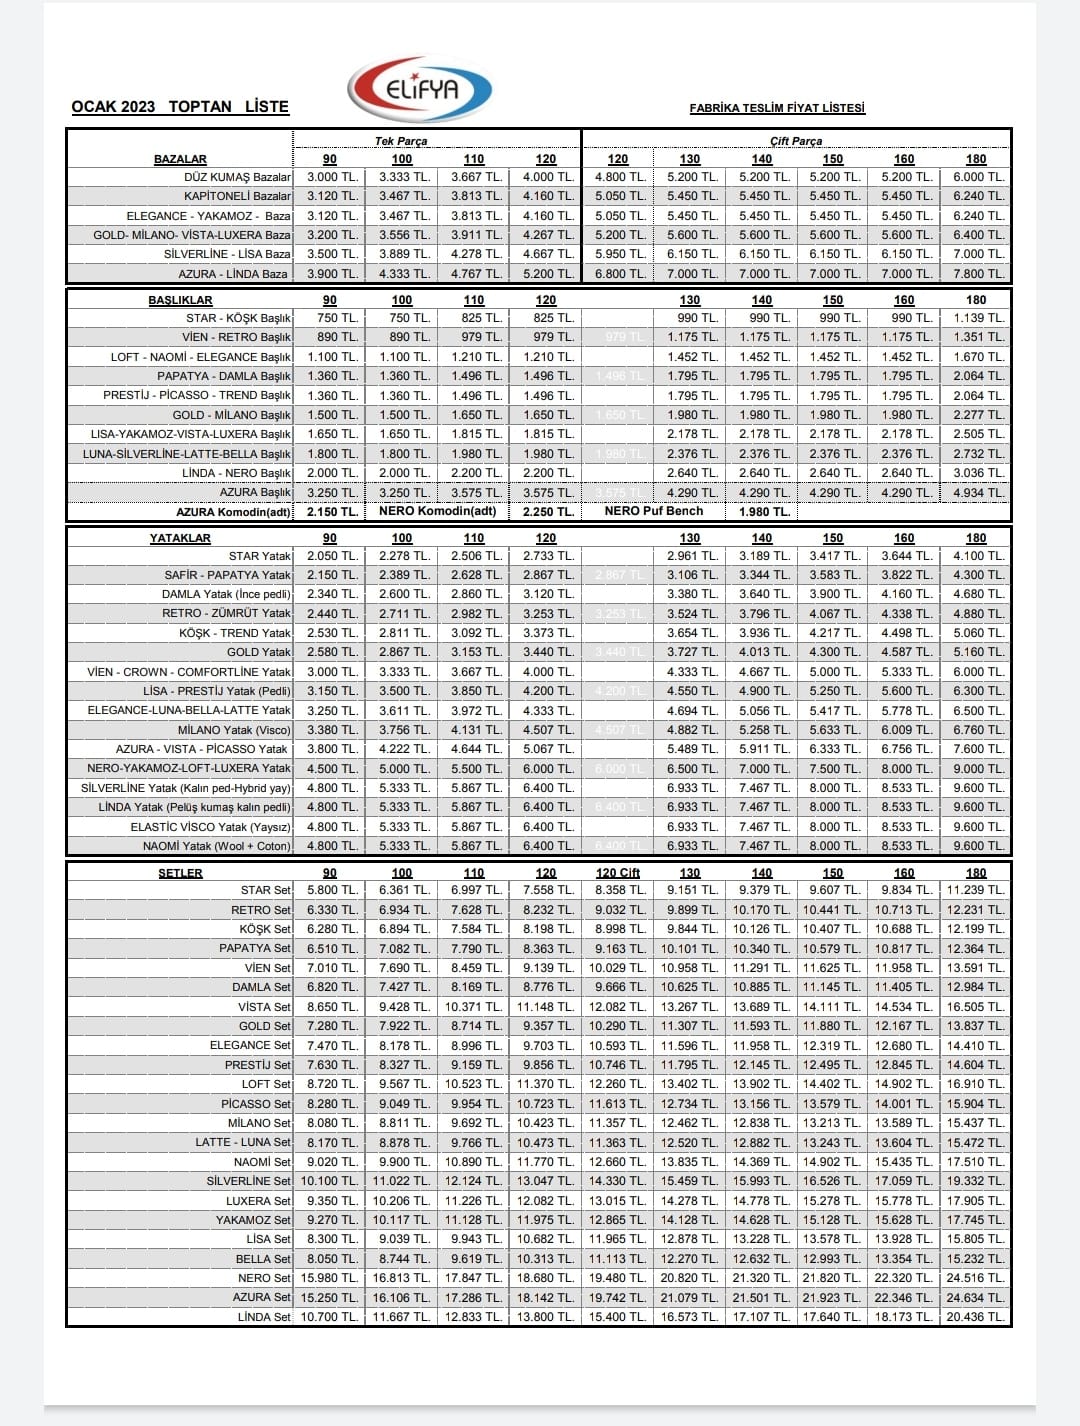 ELiFYA
OCAK 2023 TOPTAN LİSTE
FABRİKA TESLİM FİYAT LİSTESİ
Tek Parça Çift Parça
BAZALAR 90 100 110 120 120 130 140 150 160 180
DÜZ KUMAŞ Bazalar 3.000 TL. 3.333 TL. 3.667 TL. 4.000 TL. 4.800 TL. 5.200 TL. 5.200 TL. 5.200 TL. 5.200 TL. 6.000 TL.
KAPİTONELİ Bazalar 3.120 TL. 3.467 TL. 3.813 TL. 4.160 TL. 5.050 TL. 5.450 TL. 5.450 TL. 5.450 TL. 5.450 TL. 6.240 TL.
ELEGANCE - YAKAMOZ - Baza 3.120 TL. 3.467 TL. 3.813 TL. 4.160 TL. 5.050 TL. 5.450 TL. 5.450 TL. 5.450 TL. 5.450 TL. 6.240 TL.
GOLD- MİLANO- VİSTA-LUXERA Baza 3.200 TL. 3.556 TL. 3.911 TL. 4.267 TL. 5.200 TL. 5.600 TL. 5.600 TL. 5.600 TL. 5.600 TL. 6.400 TL.
SİLVERLİNE - LİSA Baza 3.500 TL. 3.889 TL. 4.278 TL. 4.667 TL. 5.950 TL. 6.150 TL. 6.150 TL. 6.150 TL. 6.150 TL. 7.000 TL.
AZURA - LİNDA Baza 3.900 TL. 4.333 TL. 4.767 TL. 5.200 TL. 6.800 TL. 7.000 TL. 7.000 TL. 7.000 TL. 7.000 TL. 7.800 TL.
BAŞLIKLAR 90 100 110 120 130 140 150 160 180
STAR - KÖŞK Başlık 750 TL. 750 TL. 825 TL. 825 TL. 990 TL. 990 TL. 990 TL. 990 TL. 1.139 TL.
VİEN - RETRO Başlık 890 TL. 890 TL. 979 TL. 979 TL. 979 TL. 1.175 TL. 1.175 TL. 1.175 TL. 1.175 TL. 1.351 TL.
LOFT - NAOMİ - ELEGANCE Başlık 1.100 TL. 1.100 TL. 1.210 TL. 1.210 TL. 1.452 TL. 1.452 TL. 1.452 TL. 1.452 TL. 1.670 TL.
PAPATYA - DAMLA Başlık 1.360 TL. 1.360 TL. 1.496 TL. 1.496 TL. 1.496 TL. 1.795 TL. 1.795 TL. 1.795 TL. 1.795 TL. 2.064 TL.
PRESTİJ - PİCASSO - TREND Başlık 1.360 TL. 1.360 TL. 1.496 TL. 1.496 TL. 1.795 TL. 1.795 TL. 1.795 TL. 1.795 TL. 2.064 TL.
GOLD - MİLANO Başlık 1.500 TL. 1.500 TL. 1.650 TL. 1.650 TL. 1.650 TL. 1.980 TL. 1.980 TL. 1.980 TL. 1.980 TL. 2.277 TL.
LISA-YAKAMOZ-VISTA-LUXERA Başlık 1.650 TL. 1.650 TL. 1.815 TL. 1.815 TL. 2.178 TL. 2.178 TL. 2.178 TL. 2.178 TL. 2.505 TL.
LUNA-SİLVERLİNE-LATTE-BELLA Başlık 1.800 TL. 1.800 TL. 1.980 TL. 1.980 TL. 1.980 TL. 2.376 TL. 2.376 TL. 2.376 TL. 2.376 TL. 2.732 TL.
LİNDA - NERO Başlık 2.000 TL. 2.000 TL. 2.200 TL. 2.200 TL. 2.640 TL. 2.640 TL. 2.640 TL. 2.640 TL. 3.036 TL.
AZURA Başlık 3.250 TL. 3.250 TL. 3.575 TL. 3.575 TL. 3.575 TL. 4.290 TL. 4.290 TL. 4.290 TL. 4.290 TL. 4.934 TL.
AZURA Komodin(adt) 2.150 TL. NERO Komodin(adt) 2.250 TL. NERO Puf Bench 1.980 TL.
YATAKLAR 90 100 110 120 130 140 150 160 180
STAR Yatak 2.050 TL. 2.278 TL. 2.506 TL. 2.733 TL. 2.961 TL. 3.189 TL. 3.417 TL. 3.644 TL. 4.100 TL.
SAFİR - PAPATYA Yatak 2.150 TL. 2.389 TL. 2.628 TL. 2.867 TL. 2.867 TL. 3.106 TL. 3.344 TL. 3.583 TL. 3.822 TL. 4.300 TL.
DAMLA Yatak (İnce pedli) 2.340 TL. 2.600 TL. 2.860 TL. 3.120 TL. 3.380 TL. 3.640 TL. 3.900 TL. 4.160 TL. 4.680 TL.
RETRO - ZÜMRÜT Yatak 2.440 TL. 2.711 TL. 2.982 TL. 3.253 TL. 3.253 TL. 3.524 TL. 3.796 TL. 4.067 TL. 4.338 TL. 4.880 TL.
KÖŞK - TREND Yatak 2.530 TL. 2.811 TL. 3.092 TL. 3.373 TL. 3.654 TL. 3.936 TL. 4.217 TL. 4.498 TL. 5.060 TL.
GOLD Yatak 2.580 TL. 2.867 TL. 3.153 TL. 3.440 TL. 3.440 TL. 3.727 TL. 4.013 TL. 4.300 TL. 4.587 TL. 5.160 TL.
VİEN - CROWN - COMFORTLİNE Yatak 3.000 TL. 3.333 TL. 3.667 TL. 4.000 TL. 4.333 TL. 4.667 TL. 5.000 TL. 5.333 TL. 6.000 TL.
LİSA - PRESTİJ Yatak (Pedli) 3.150 TL. 3.500 TL. 3.850 TL. 4.200 TL. 4.200 TL. 4.550 TL. 4.900 TL. 5.250 TL. 5.600 TL. 6.300 TL.
ELEGANCE-LUNA-BELLA-LATTE Yatak 3.250 TL. 3.611 TL. 3.972 TL. 4.333 TL. 4.694 TL. 5.056 TL. 5.417 TL. 5.778 TL. 6.500 TL.
MİLANO Yatak (Visco) 3.380 TL. 3.756 TL. 4.131 TL. 4.507 TL. 4.507 TL. 4.882 TL. 5.258 TL. 5.633 TL. 6.009 TL. 6.760 TL.
AZURA - VISTA - PİCASSO Yatak 3.800 TL. 4.222 TL. 4.644 TL. 5.067 TL. 5.489 TL. 5.911 TL. 6.333 TL. 6.756 TL. 7.600 TL.
NERO-YAKAMOZ-LOFT-LUXERA Yatak 4.500 TL. 5.000 TL. 5.500 TL. 6.000 TL. 6.000 TL. 6.500 TL. 7.000 TL. 7.500 TL. 8.000 TL. 9.000 TL.
SİLVERLİNE Yatak (Kalın ped-Hybrid yay) 4.800 TL. 5.333 TL. 5.867 TL. 6.400 TL. 6.933 TL. 7.467 TL. 8.000 TL. 8.533 TL. 9.600 TL.
LİNDA Yatak (Pelüş kumaş kalın pedli) 4.800 TL. 5.333 TL. 5.867 TL. 6.400 TL. 6.400 TL. 6.933 TL. 7.467 TL. 8.000 TL. 8.533 TL. 9.600 TL.
ELASTİC VİSCO Yatak (Yaysız) 4.800 TL. 5.333 TL. 5.867 TL. 6.400 TL. 6.933 TL. 7.467 TL. 8.000 TL. 8.533 TL. 9.600 TL.
NAOMİ Yatak (Wool + Coton) 4.800 TL. 5.333 TL. 5.867 TL. 6.400 TL. 6.400 TL. 6.933 TL. 7.467 TL. 8.000 TL. 8.533 TL. 9.600 TL.
SETLER 90 100 110 120 120 Çift 130 140 150 160 180
STAR Set 5.800 TL. 6.361 TL. 6.997 TL. 7.558 TL. 8.358 TL. 9.151 TL. 9.379 TL. 9.607 TL. 9.834 TL. 11.239 TL.
RETRO Set 6.330 TL. 6.934 TL. 7.628 TL. 8.232 TL. 9.032 TL. 9.899 TL. 10.170 TL. 10.441 TL. 10.713 TL. 12.231 TL.
KÖŞK Set 6.280 TL. 6.894 TL. 7.584 TL. 8.198 TL. 8.998 TL. 9.844 TL. 10.126 TL. 10.407 TL. 10.688 TL. 12.199 TL.
PAPATYA Set 6.510 TL. 7.082 TL. 7.790 TL. 8.363 TL. 9.163 TL. 10.101 TL. 10.340 TL. 10.579 TL. 10.817 TL. 12.364 TL.
VİEN Set 7.010 TL. 7.690 TL. 8.459 TL. 9.139 TL. 10.029 TL. 10.958 TL. 11.291 TL. 11.625 TL. 11.958 TL. 13.591 TL.
DAMLA Set 6.820 TL. 7.427 TL. 8.169 TL. 8.776 TL. 9.666 TL. 10.625 TL. 10.885 TL. 11.145 TL. 11.405 TL. 12.984 TL.
VİSTA Set 8.650 TL. 9.428 TL. 10.371 TL. 11.148 TL. 12.082 TL. 13.267 TL. 13.689 TL. 14.111 TL. 14.534 TL. 16.505 TL.
GOLD Set 7.280 TL. 7.922 TL. 8.714 TL. 9.357 TL. 10.290 TL. 11.307 TL. 11.593 TL. 11.880 TL. 12.167 TL. 13.837 TL.
ELEGANCE Set 7.470 TL. 8.178 TL. 8.996 TL. 9.703 TL. 10.593 TL. 11.596 TL. 11.958 TL. 12.319 TL. 12.680 TL. 14.410 TL.
PRESTİJ Set 7.630 TL. 8.327 TL. 9.159 TL. 9.856 TL. 10.746 TL. 11.795 TL. 12.145 TL. 12.495 TL. 12.845 TL. 14.604 TL.
LOFT Set 8.720 TL. 9.567 TL. 10.523 TL. 11.370 TL. 12.260 TL. 13.402 TL. 13.902 TL. 14.402 TL. 14.902 TL. 16.910 TL.
PİCASSO Set 8.280 TL. 9.049 TL. 9.954 TL. 10.723 TL. 11.613 TL. 12.734 TL. 13.156 TL. 13.579 TL. 14.001 TL. 15.904 TL.
MİLANO Set 8.080 TL. 8.811 TL. 9.692 TL. 10.423 TL. 11.357 TL. 12.462 TL. 12.838 TL. 13.213 TL. 13.589 TL. 15.437 TL.
LATTE - LUNA Set 8.170 TL. 8.878 TL. 9.766 TL. 10.473 TL. 11.363 TL. 12.520 TL. 12.882 TL. 13.243 TL. 13.604 TL. 15.472 TL.
NAOMİ Set 9.020 TL. 9.900 TL. 10.890 TL. 11.770 TL. 12.660 TL. 13.835 TL. 14.369 TL. 14.902 TL. 15.435 TL. 17.510 TL.
SİLVERLİNE Set 10.100 TL. 11.022 TL. 12.124 TL. 13.047 TL. 14.330 TL. 15.459 TL. 15.993 TL. 16.526 TL. 17.059 TL. 19.332 TL.
LUXERA Set 9.350 TL. 10.206 TL. 11.226 TL. 12.082 TL. 13.015 TL. 14.278 TL. 14.778 TL. 15.278 TL. 15.778 TL. 17.905 TL.
YAKAMOZ Set 9.270 TL. 10.117 TL. 11.128 TL. 11.975 TL. 12.865 TL. 14.128 TL. 14.628 TL. 15.128 TL. 15.628 TL. 17.745 TL.
LİSA Set 8.300 TL. 9.039 TL. 9.943 TL. 10.682 TL. 11.965 TL. 12.878 TL. 13.228 TL. 13.578 TL. 13.928 TL. 15.805 TL.
BELLA Set 8.050 TL. 8.744 TL. 9.619 TL. 10.313 TL. 11.113 TL. 12.270 TL. 12.632 TL. 12.993 TL. 13.354 TL. 15.232 TL.
NERO Set 15.980 TL. 16.813 TL. 17.847 TL. 18.680 TL. 19.480 TL. 20.820 TL. 21.320 TL. 21.820 TL. 22.320 TL. 24.516 TL.
AZURA Set 15.250 TL. 16.106 TL. 17.286 TL. 18.142 TL. 19.742 TL. 21.079 TL. 21.501 TL. 21.923 TL. 22.346 TL. 24.634 TL.
LİNDA Set 10.700 TL. 11.667 TL. 12.833 TL. 13.800 TL. 15.400 TL. 16.573 TL. 17.107 TL. 17.640 TL. 18.173 TL. 20.436 TL.